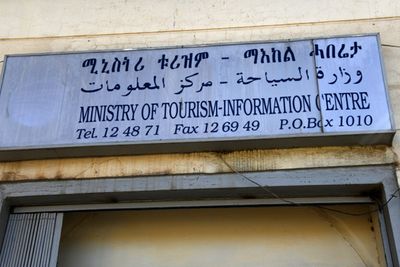 ሚኒስትሪ ቱሪዝም - ማእከል ሓበሬታ
وزارة السياحة - مركز المعلومات
MINISTRY OF TOURISM-INFORMATION CENTRE
Tel. 12 48 71 Fax 12 69 49 P.O.Box 1010